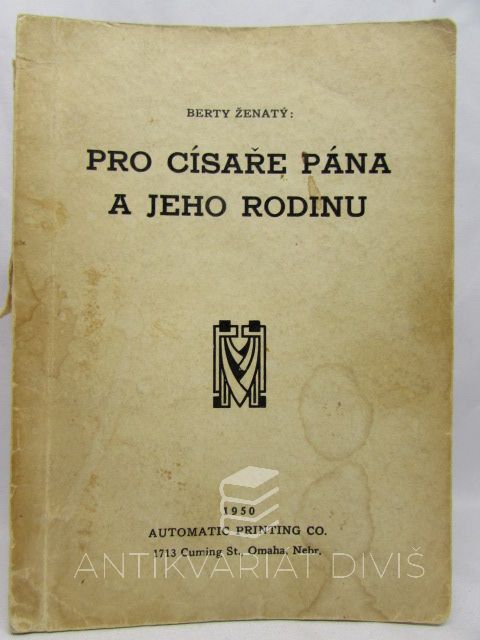 BERTY ŽENATÝ:
PRO CÍSAŘE PÁNA
A JEHO RODINU
1950
AUTOMATIC PRINTING CO.
1713 Cuming St., Omaha, Nebr.
ANTIKVARIÁT DIVIŠ